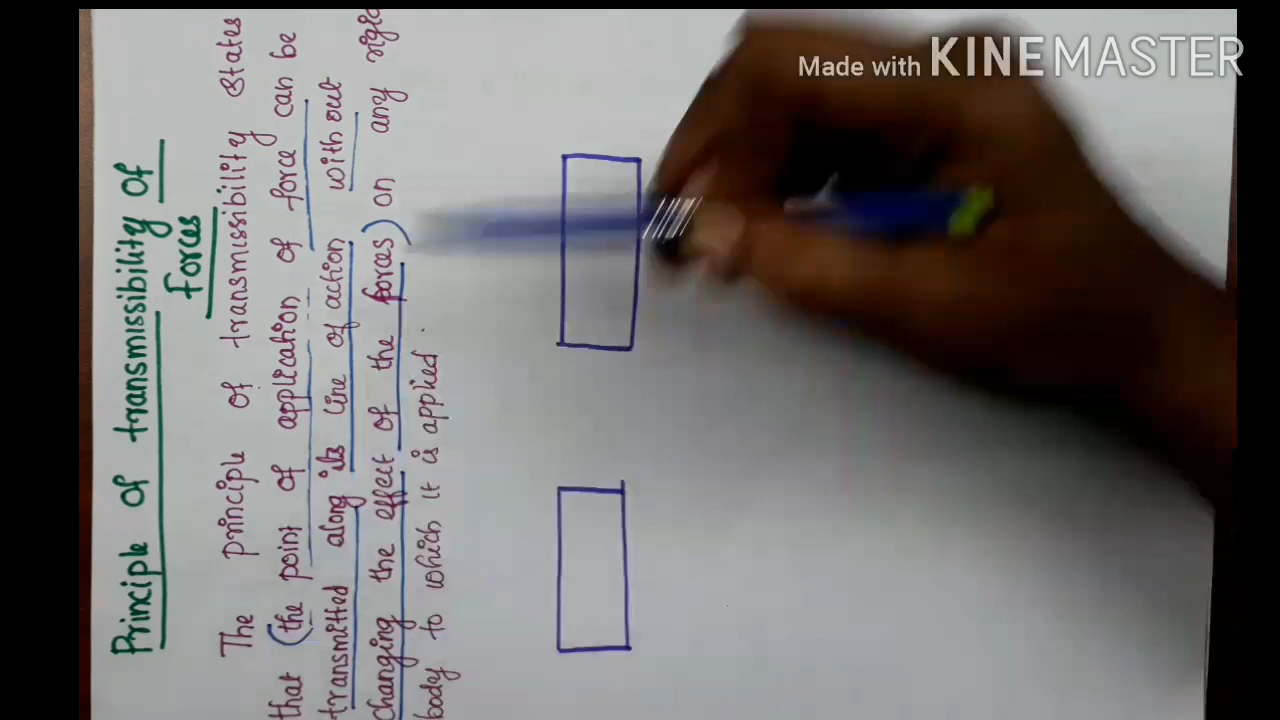 Made with KINEMASTER
Principle of transmissibility of
Forces
The principle of transmissibility states
that (the point of application of force can be
transmitted along its line of action with out
changing the effect of the forces) on any
body to which it is applied.